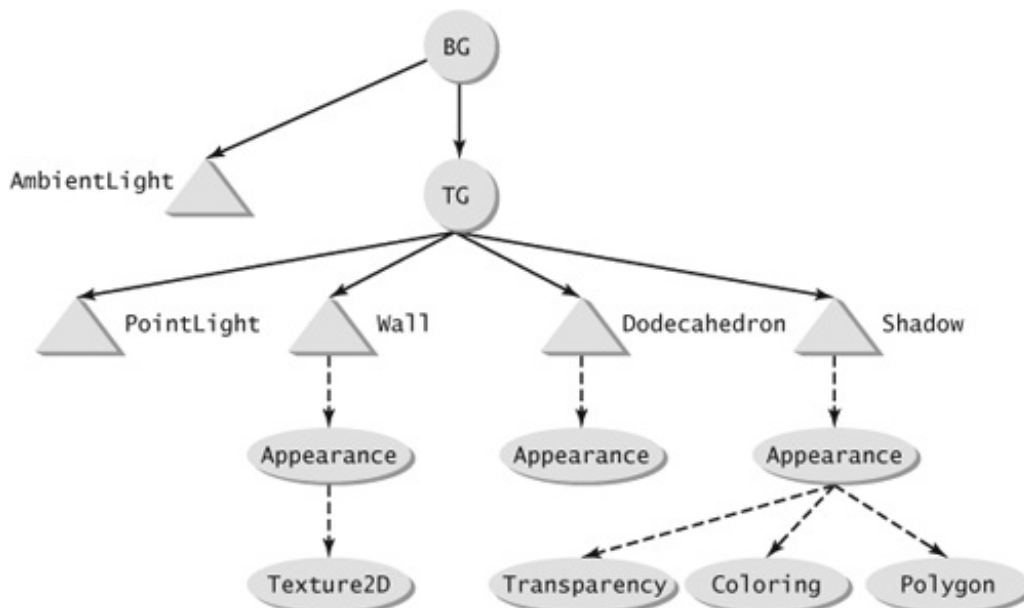 BG
AmbientLight
TG
PointLight
Wall
Dodecahedron
Shadow
Appearance
Appearance
Appearance
Texture2D
Transparency
Coloring
Polygon